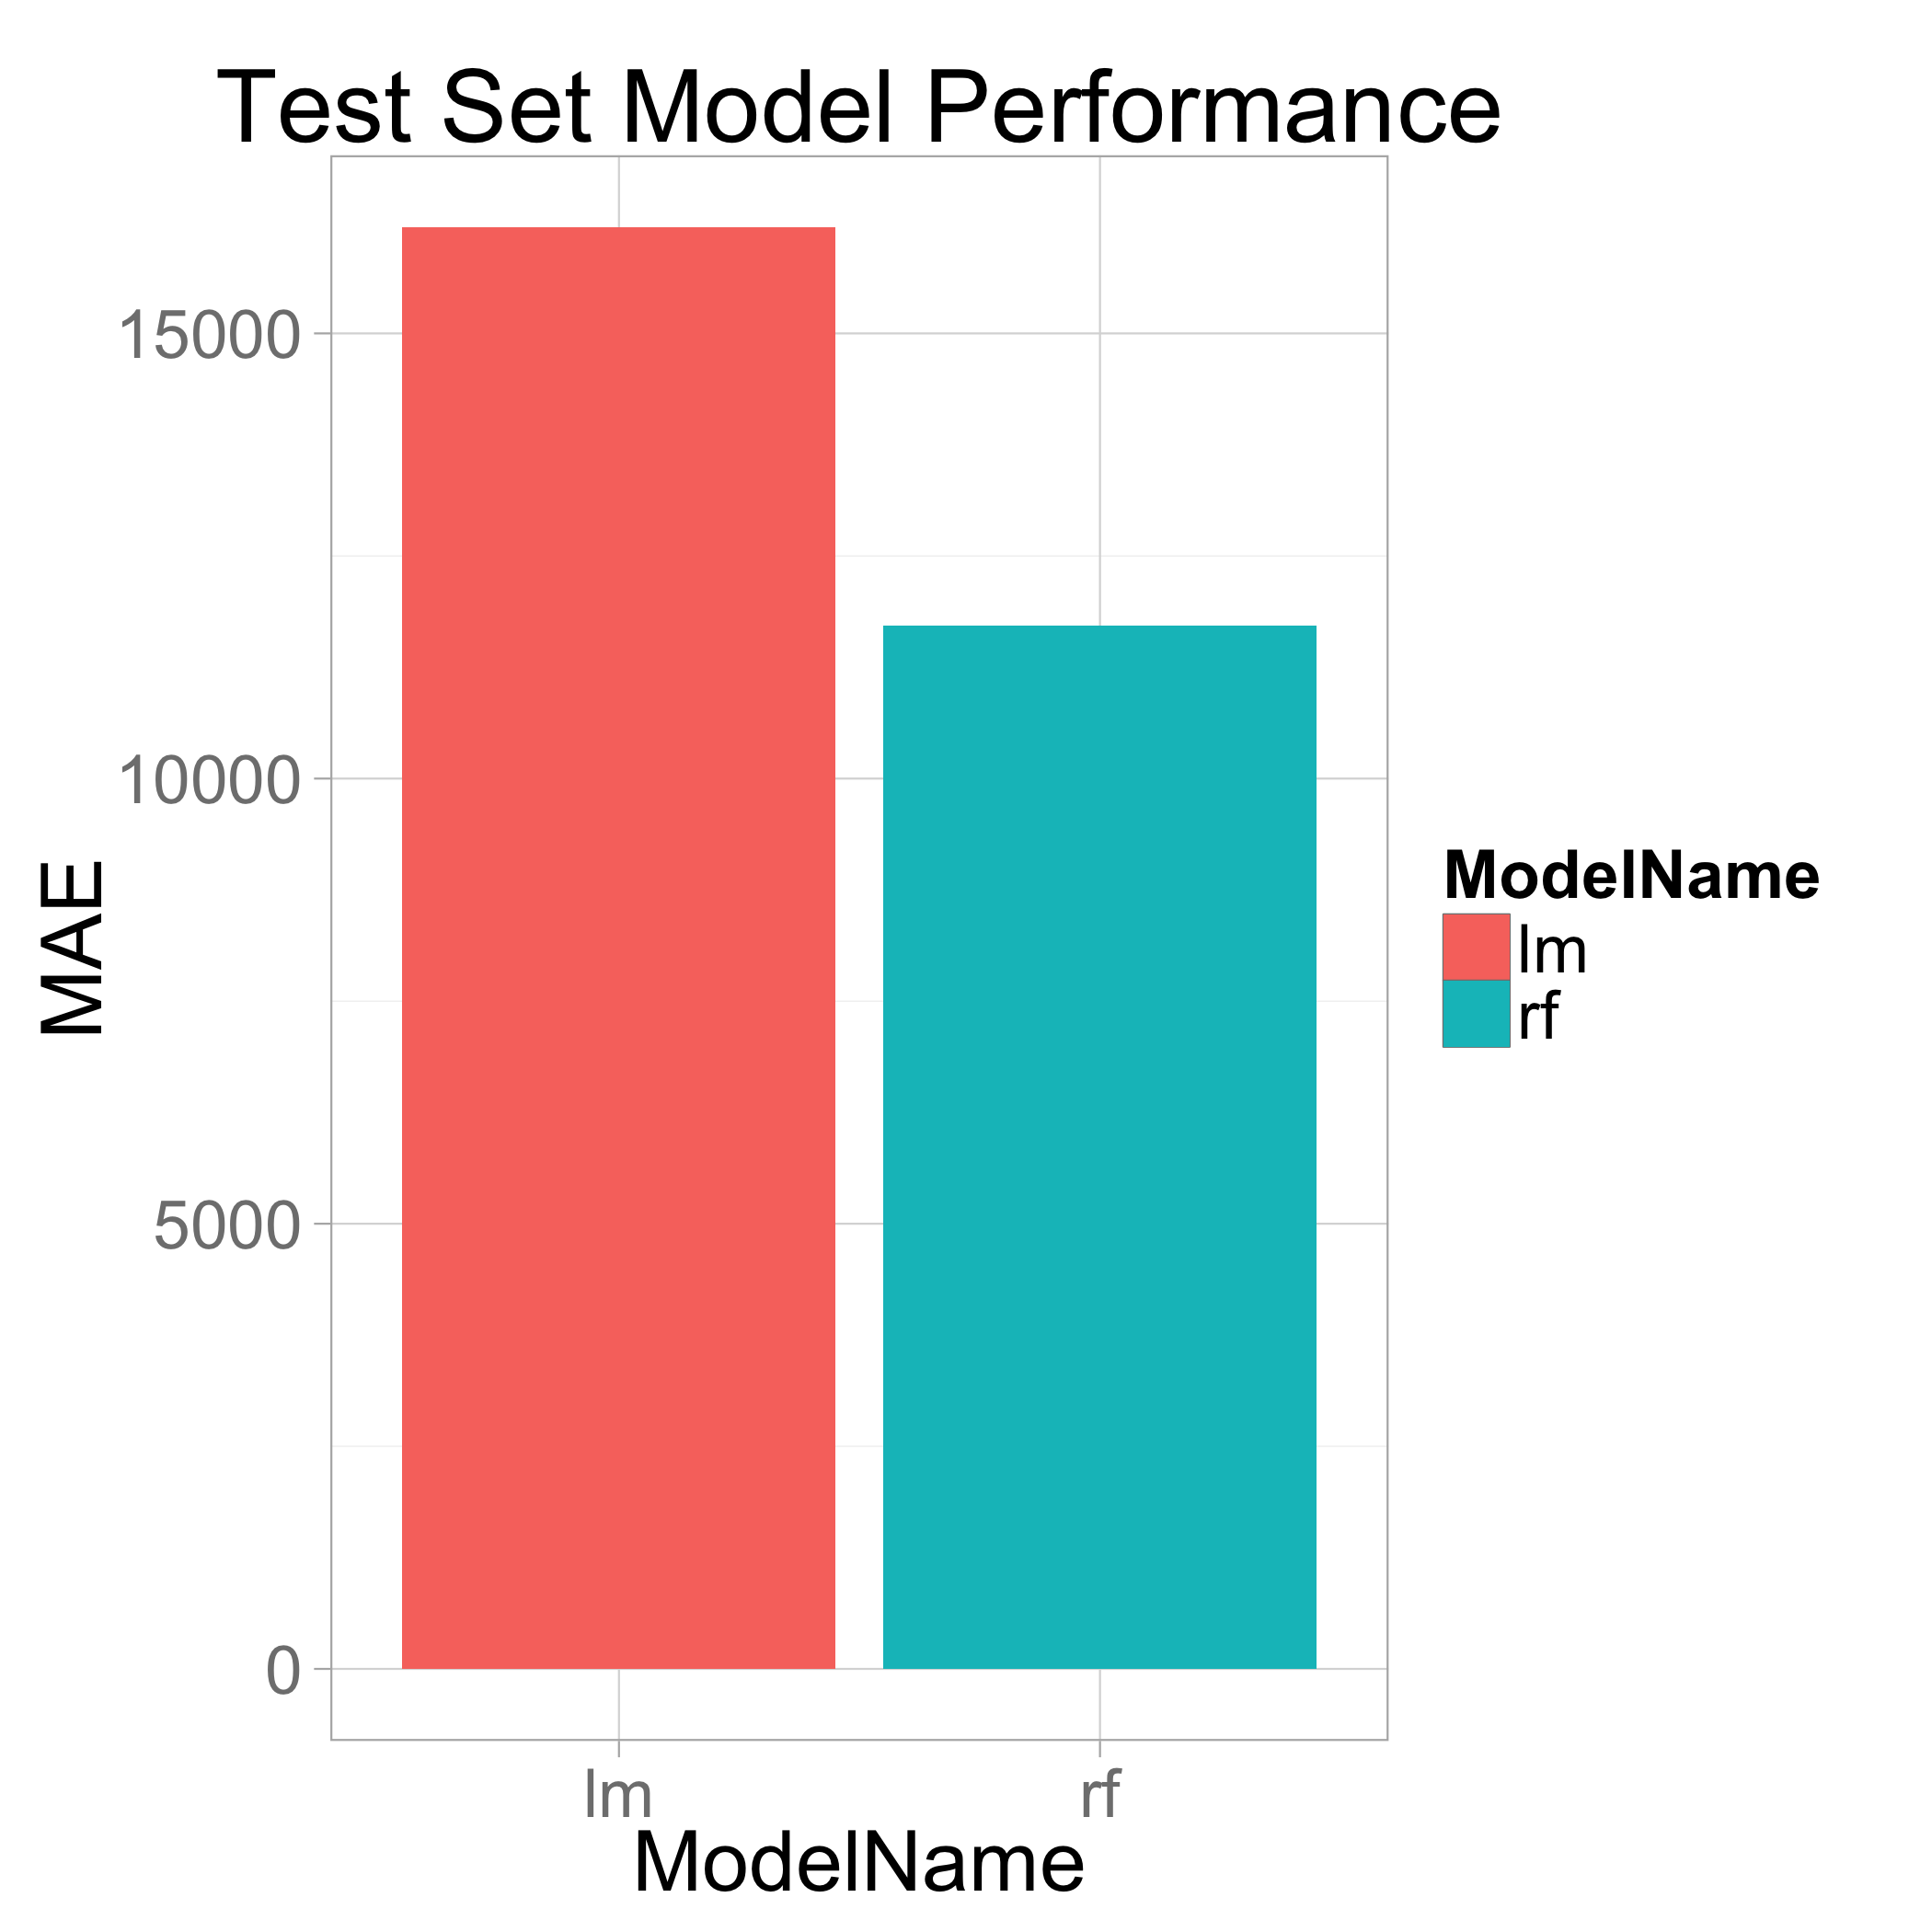 Test Set Model Performance
15000
10000
5000
0
MAE
lm
rf
ModelName
ModelName
lm
rf